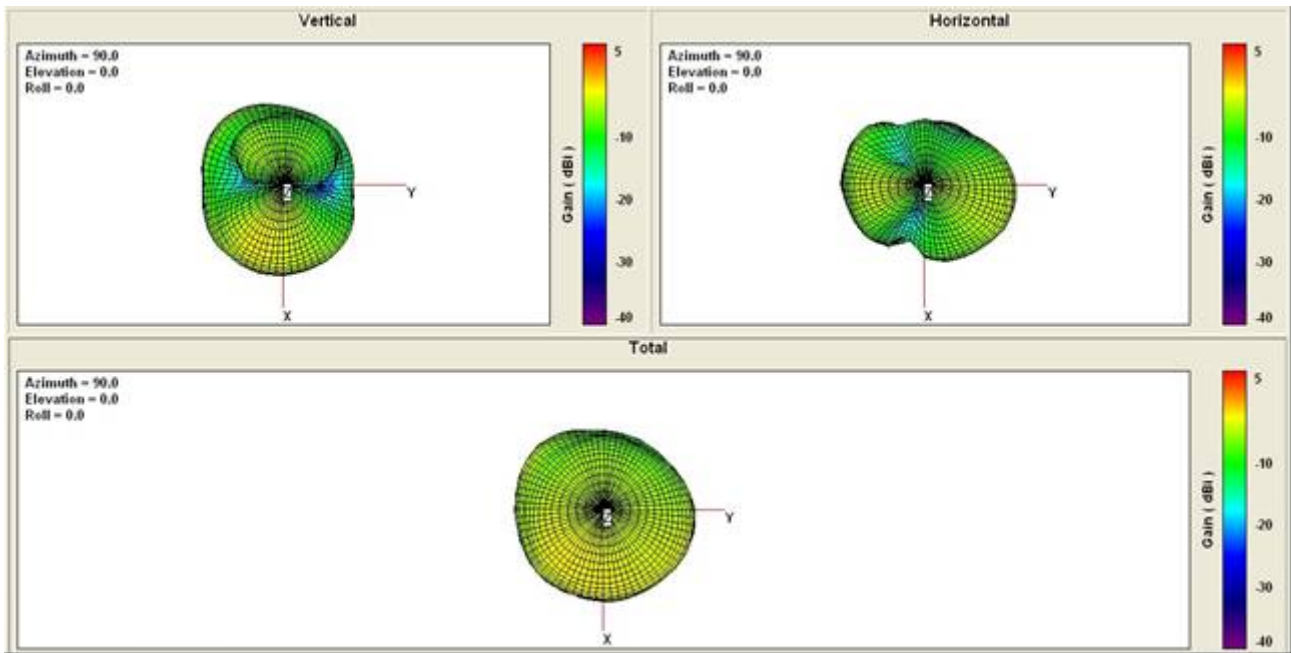 Vertical
Azimuth = 90.0
Elevation = 0.0
Roll = 0.0
Y
X
5
-10
-20
-30
-40
Gain ( dBi )
Horizontal
Azimuth = 90.0
Elevation = 0.0
Roll = 0.0
Y
X
5
-10
-20
-30
-40
Gain ( dBi )
Total
Azimuth = 90.0
Elevation = 0.0
Roll = 0.0
Y
X
5
-10
-20
-30
-40
Gain ( dBi )